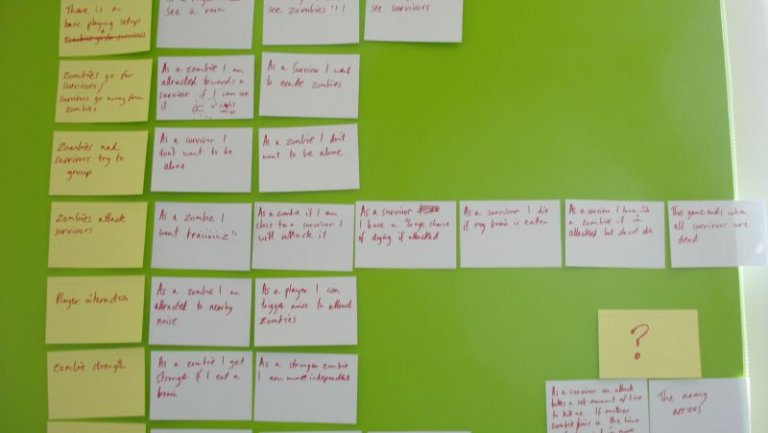 There is a
basic playing setup
see a room
see zombies!!!
see survivors
Zombies go for
survivors/
survivors go away from
zombies
As a zombie I am
attracted towards a
survivor if I can see
it
As a Survivor I want
to evade zombies
Zombies and
survivors try to
group
As a survivor I
don't want to be
alone
As a zombie I don't
want to be alone
Zombies attack
survivors
As a zombie I
want brainnnz!!
As a zombie if I am
close to a survivor I
will attack it
As a survivor
I have a chance
of dying if attacked
As a survivor I die
if my brain is eaten
As a survivor I turn into
a zombie if I'm
attacked but do not die
The game ends when
all survivors are
dead
Player interaction
As a zombie I am
attracted to nearby
noise
As a player I can
trigger noise to attract
zombies
?
Zombie strength
As a zombie I get
stronger if I eat a
brain
As a stronger zombie
I am more independent
As a survivor an attack
takes a set amount of time
to kill me. If another
zombie joins in the time
The army
arrives